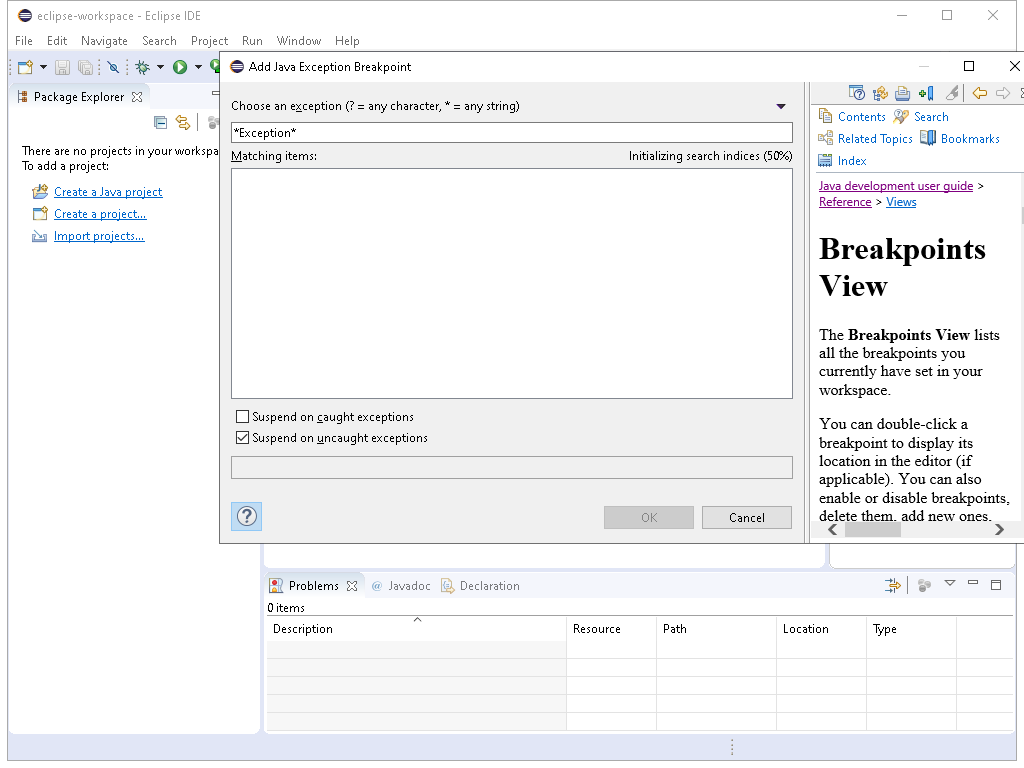 eclipse-workspace - Eclipse IDE
File Edit Navigate Search Project Run Window Help
Package Explorer
There are no projects in your workspa
To add a project:
Create a Java project
Create a project...
Import projects...
Add Java Exception Breakpoint
Choose an exception (? = any character, * = any string)
*Exception*
Matching items: Initializing search indices (50%)
Suspend on caught exceptions
Suspend on uncaught exceptions
OK Cancel
Contents Search
Related Topics Bookmarks
Index
Java development user guide >
Reference > Views
Breakpoints
View
The Breakpoints View lists
all the breakpoints you
currently have set in your
workspace.
You can double-click a
breakpoint to display its
location in the editor (if
applicable). You can also
enable or disable breakpoints,
delete them, add new ones,
Problems @ Javadoc Declaration
0 items
Description Resource Path Location Type